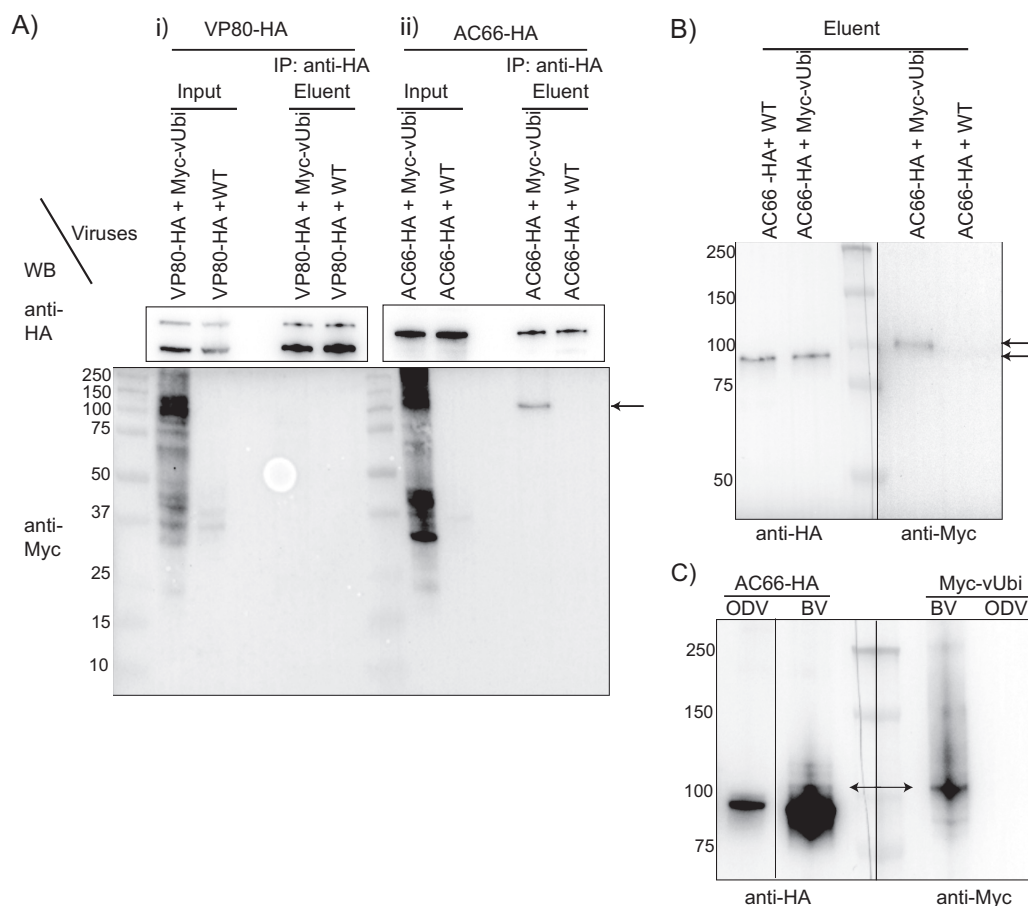 A)
i)
VP80-HA
IP: anti-HA
Input
Eluent
VP80-HA + Myc-vUbi
VP80-HA +WT
VP80-HA + Myc-vUbi
VP80-HA + WT
ii)
AC66-HA
IP: anti-HA
Input
Eluent
AC66-HA + Myc-vUbi
AC66-HA + WT
AC66-HA + Myc-vUbi
AC66-HA + WT
Viruses
WB
anti-
HA
250
150
100
75
50
37
25
15
10
anti-
Myc
B)
Eluent
AC66 -HA+ WT
AC66-HA + Myc-vUbi
AC66-HA + Myc-vUbi
AC66-HA + WT
250
150
100
75
50
anti-HA
anti-Myc
C)
AC66-HA
Myc-vUbi
ODV
BV
BV
ODV
250
150
100
75
anti-HA
anti-Myc